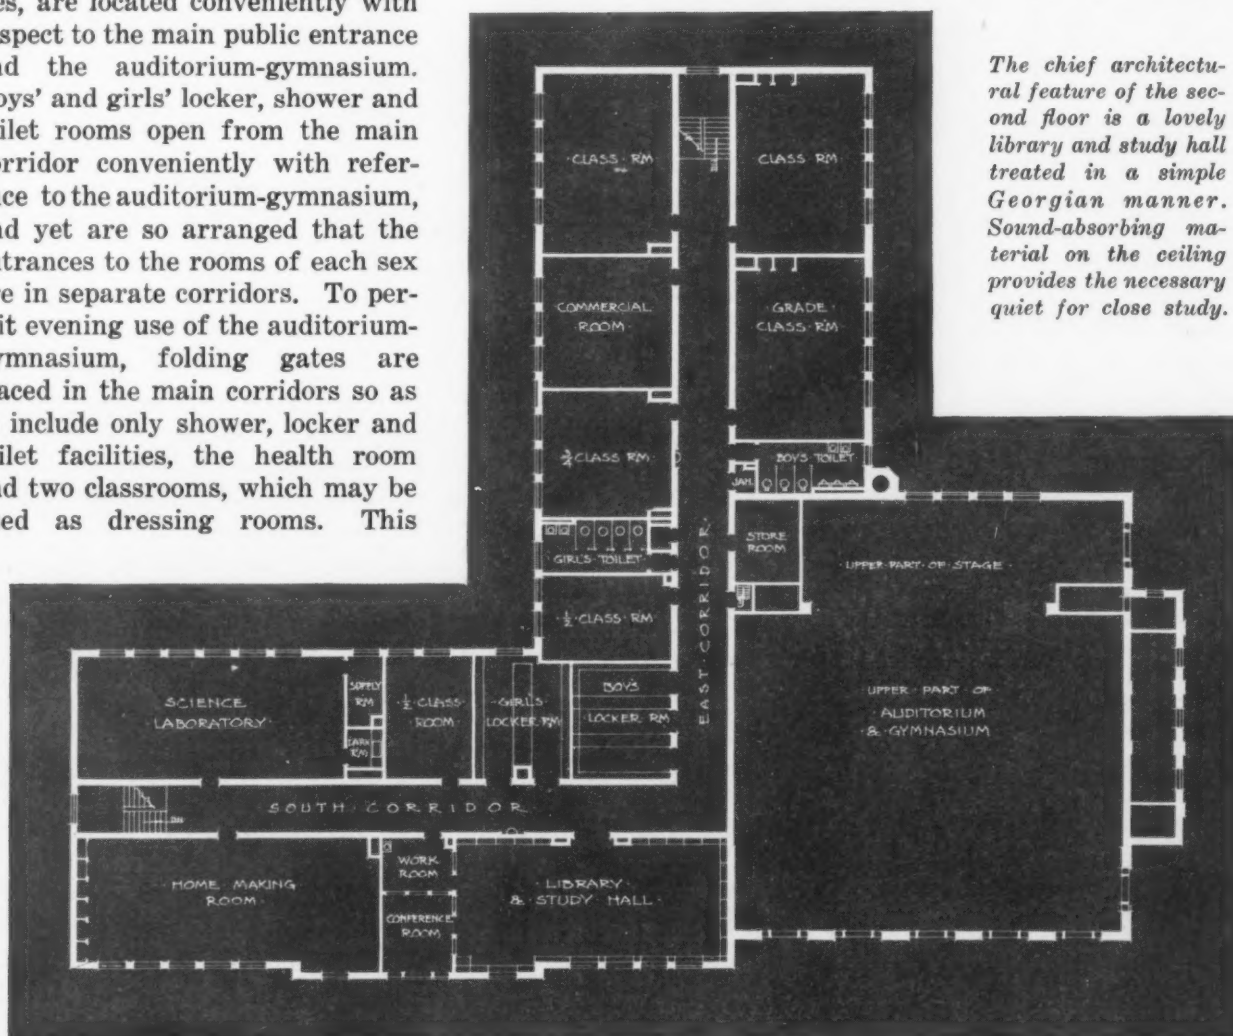 es, are located conveniently with
spect to the main public entrance
nd the auditorium-gymnasium.
oys' and girls' locker, shower and
ilet rooms open from the main
orridor conveniently with refer-
nce to the auditorium-gymnasium,
nd yet are so arranged that the
ntrances to the rooms of each sex
re in separate corridors. To per-
it evening use of the auditorium-
ymnasium, folding gates are
aced in the main corridors so as
include only shower, locker and
ilet facilities, the health room
nd two classrooms, which may be
ed as dressing rooms. This
The chief architectu-
ral feature of the sec-
ond floor is a lovely
library and study hall
treated in a simple
Georgian manner.
Sound-absorbing ma-
terial on the ceiling
provides the necessary
quiet for close study.
CLASS RM
CLASS RM
COMMERCIAL
ROOM
GRADE
CLASS RM
¾ CLASS RM
BOYS TOILET
JAN.
GIRLS TOILET
STORE
ROOM
UPPER PART OF STAGE
½ CLASS RM
EAST CORRIDOR
SCIENCE
LABORATORY
SUPPLY
RM
DARK
RM
½ CLASS
ROOM
GIRLS
LOCKER RM
BOYS
LOCKER RM
UPPER PART OF
AUDITORIUM
& GYMNASIUM
SOUTH CORRIDOR
HOME MAKING
ROOM
WORK
ROOM
CONFERENCE
ROOM
LIBRARY
& STUDY HALL